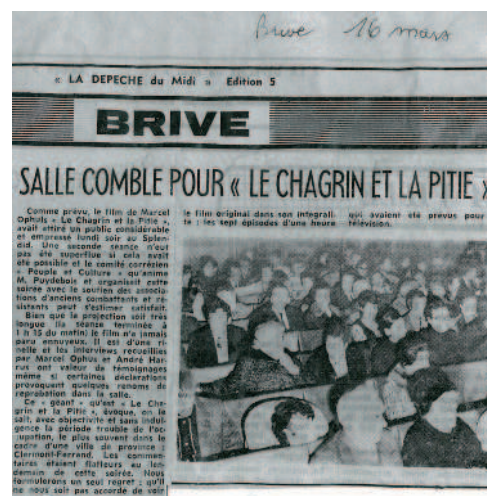 Brive 16 mars
« LA DEPECHE du Midi » Edition 5
BRIVE
SALLE COMBLE POUR « LE CHAGRIN ET LA PITIE »
Comme prévu, le film de Marcel
Ophuls « Le Chagrin et la Pitié »,
avait attiré un public considérable
et empressé lundi soir au Splen-
did. Une seconde séance n'eut
pas été superflue si cela avait
été possible et le comité corrézien
« Peuple et Culture » qu'anime
M. Puydebois et organisait cette
soirée avec le soutien des associa-
tions d'anciens combattants et ré-
sistants peut s'estimer satisfait.
Bien que la projection soit très
longue (la séance terminée à
1 h 15 du matin) le film n'a jamais
paru ennuyeux. Il est d'une
et les interviews recueillies
par Marcel Ophus et André Har-
rus ont valeur de témoignages
même si certaines déclarations
provoquent quelques
réprobation dans la salle.
Ce « géant » qu'est « Le Cha-
grin et la Pitié », évoque, on le
sait, avec objectivité et sans indul-
gence la période trouble de l'oc-
cupation, le plus souvent dans le
cadre d'une ville de province :
Clermont-Ferrand. Les commen-
taires étaient flatteurs au len-
demain de cette soirée. Nous
formulerons un seul regret : qu'il
ne nous soit pas accordé de voir
le film original dans son intégrali-
té : les sept épisodes d'une heure
qui avaient été prévus pour
télévision.